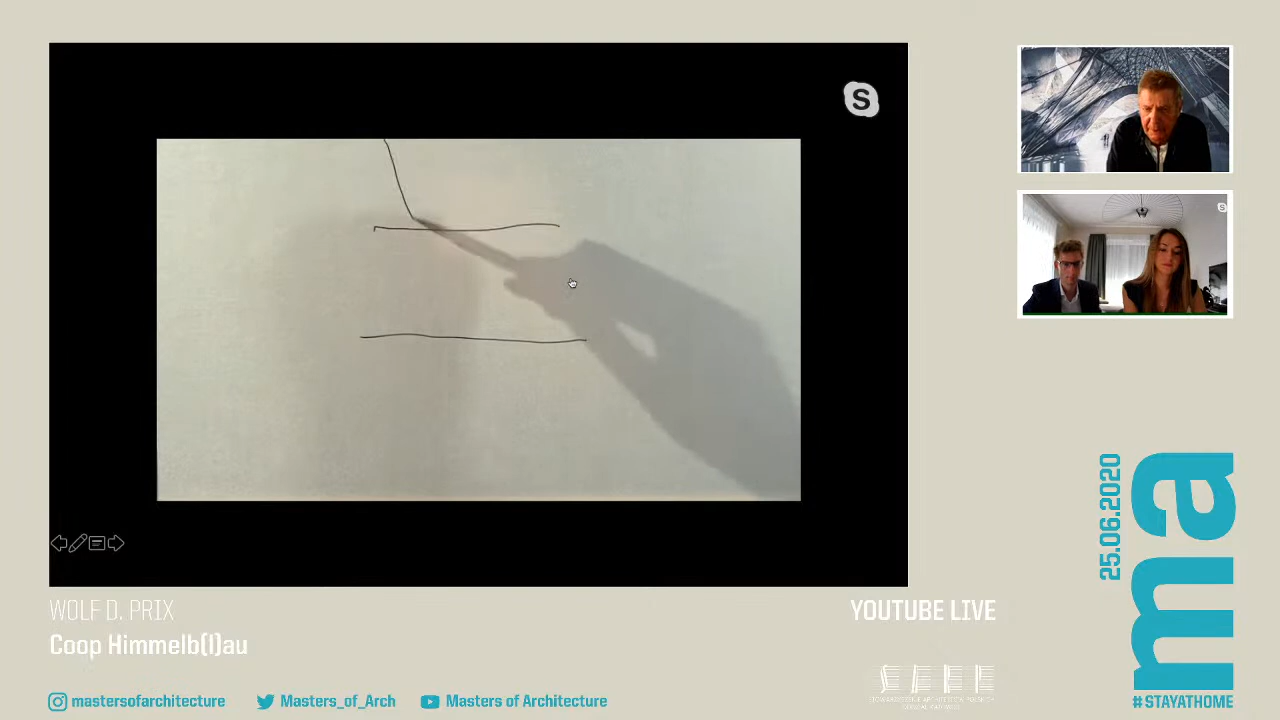 S
S
WOLF D. PRIX
Coop Himmelb(l)au
YOUTUBE LIVE
mastersofarchitecture
Masters_of_Arch
Masters of Architecture
25.06.2020
ma
#STAYATHOME